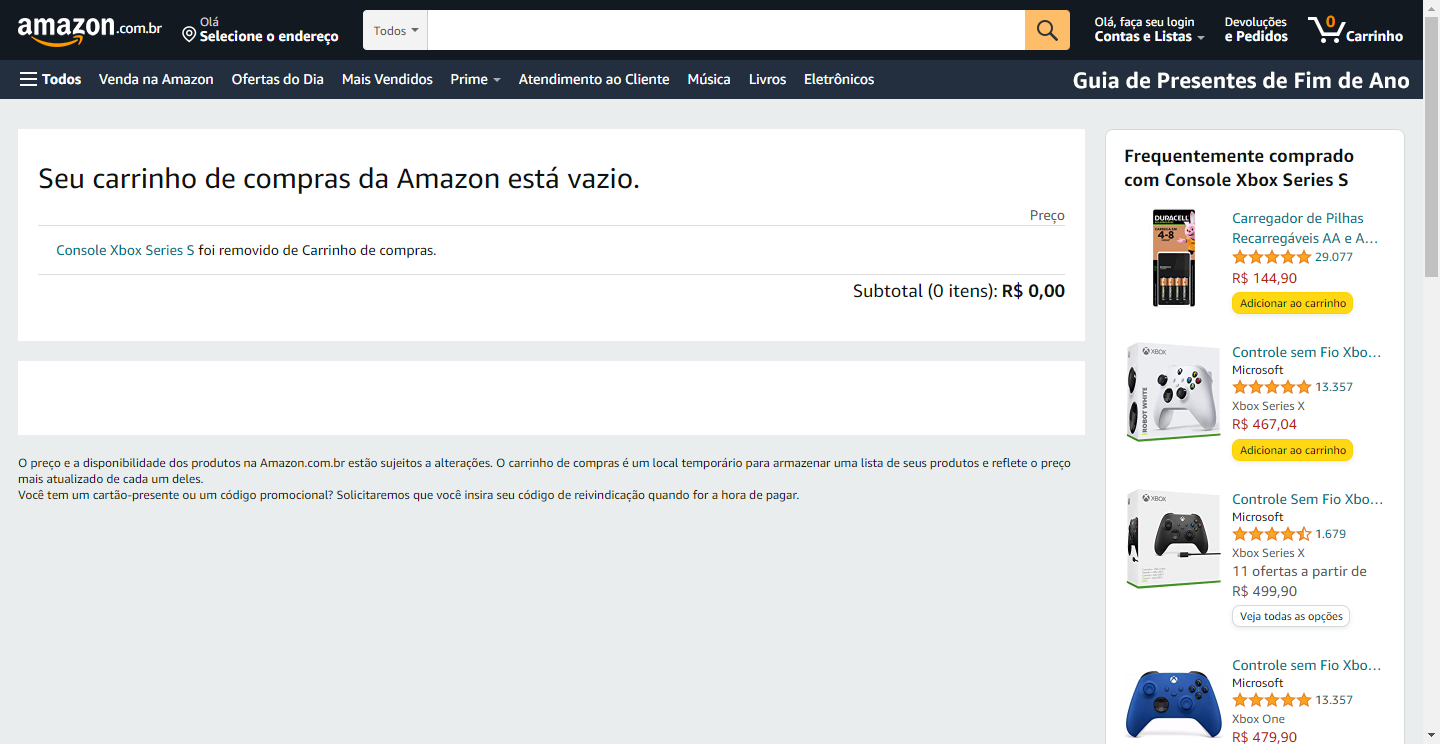 amazon.com.br
Olá
Selecione o endereço
Todos
Olá, faça seu login
Contas e Listas
Devoluções
e Pedidos
0
Carrinho
Todos
Venda na Amazon
Ofertas do Dia
Mais Vendidos
Prime
Atendimento ao Cliente
Música
Livros
Eletrônicos
Guia de Presentes de Fim de Ano
Seu carrinho de compras da Amazon está vazio.
Preço
Console Xbox Series S foi removido de Carrinho de compras.
Subtotal (0 itens): R$ 0,00
O preço e a disponibilidade dos produtos na Amazon.com.br estão sujeitos a alterações. O carrinho de compras é um local temporário para armazenar uma lista de seus produtos e reflete o preço
mais atualizado de cada um deles.
Você tem um cartão-presente ou um código promocional? Solicitaremos que você insira seu código de reivindicação quando for a hora de pagar.
Frequentemente comprado
com Console Xbox Series S
DURACELL
4-8
Carregador de Pilhas
Recarregáveis AA e A…
29.077
R$ 144,90
Adicionar ao carrinho
XBOX
ROBOT WHITE
Controle sem Fio Xbo…
Microsoft
13.357
Xbox Series X
R$ 467,04
Adicionar ao carrinho
XBOX
Controle Sem Fio Xbo…
Microsoft
1.679
Xbox Series X
11 ofertas a partir de
R$ 499,90
Veja todas as opções
Controle sem Fio Xbo…
Microsoft
13.357
Xbox One
R$ 479,90